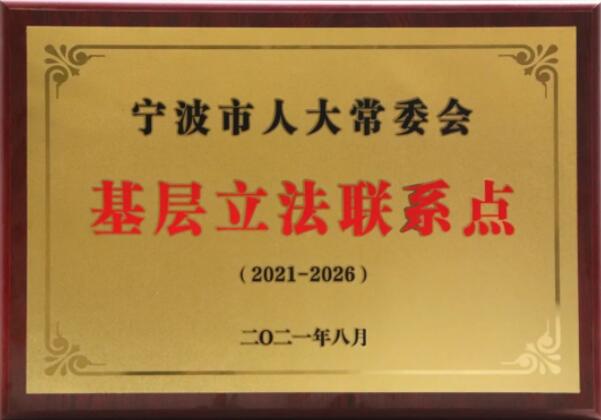 宁波市人大常委会
基层立法联系点
（2021-2026）
二〇二一年八月